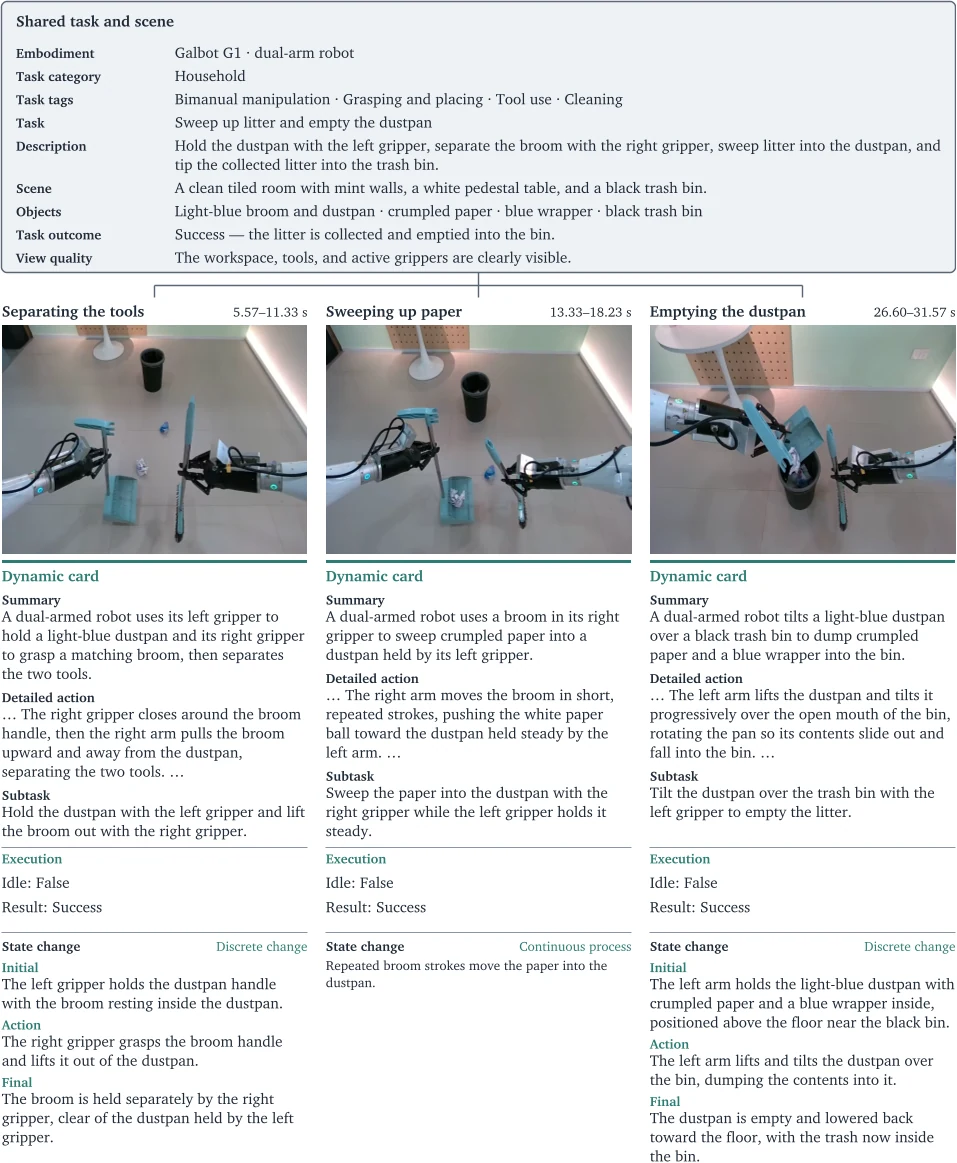 Shared task and scene
Embodiment Galbot G1 · dual-arm robot
Task category Household
Task tags Bimanual manipulation · Grasping and placing · Tool use · Cleaning
Task Sweep up litter and empty the dustpan
Description Hold the dustpan with the left gripper, separate the broom with the right gripper, sweep litter into the dustpan, and
tip the collected litter into the trash bin.
Scene A clean tiled room with mint walls, a white pedestal table, and a black trash bin.
Objects Light-blue broom and dustpan · crumpled paper · blue wrapper · black trash bin
Task outcome Success — the litter is collected and emptied into the bin.
View quality The workspace, tools, and active grippers are clearly visible.
Separating the tools 5.57–11.33 s
Dynamic card
Summary
A dual-armed robot uses its left gripper to
hold a light-blue dustpan and its right gripper
to grasp a matching broom, then separates
the two tools.
Detailed action
… The right gripper closes around the broom
handle, then the right arm pulls the broom
upward and away from the dustpan,
separating the two tools. …
Subtask
Hold the dustpan with the left gripper and lift
the broom out with the right gripper.
Execution
Idle: False
Result: Success
State change Discrete change
Initial
The left gripper holds the dustpan handle
with the broom resting inside the dustpan.
Action
The right gripper grasps the broom handle
and lifts it out of the dustpan.
Final
The broom is held separately by the right
gripper, clear of the dustpan held by the left
gripper.
Sweeping up paper 13.33–18.23 s
Dynamic card
Summary
A dual-armed robot uses a broom in its right
gripper to sweep crumpled paper into a
dustpan held by its left gripper.
Detailed action
… The right arm moves the broom in short,
repeated strokes, pushing the white paper
ball toward the dustpan held steady by the
left arm. …
Subtask
Sweep the paper into the dustpan with the
right gripper while the left gripper holds it
steady.
Execution
Idle: False
Result: Success
State change Continuous process
Repeated broom strokes move the paper into the
dustpan.
Emptying the dustpan 26.60–31.57 s
Dynamic card
Summary
A dual-armed robot tilts a light-blue dustpan
over a black trash bin to dump crumpled
paper and a blue wrapper into the bin.
Detailed action
… The left arm lifts the dustpan and tilts it
progressively over the open mouth of the bin,
rotating the pan so its contents slide out and
fall into the bin. …
Subtask
Tilt the dustpan over the trash bin with the
left gripper to empty the litter.
Execution
Idle: False
Result: Success
State change Discrete change
Initial
The left arm holds the light-blue dustpan with
crumpled paper and a blue wrapper inside,
positioned above the floor near the black bin.
Action
The left arm lifts and tilts the dustpan over
the bin, dumping the contents into it.
Final
The dustpan is empty and lowered back
toward the floor, with the trash now inside
the bin.